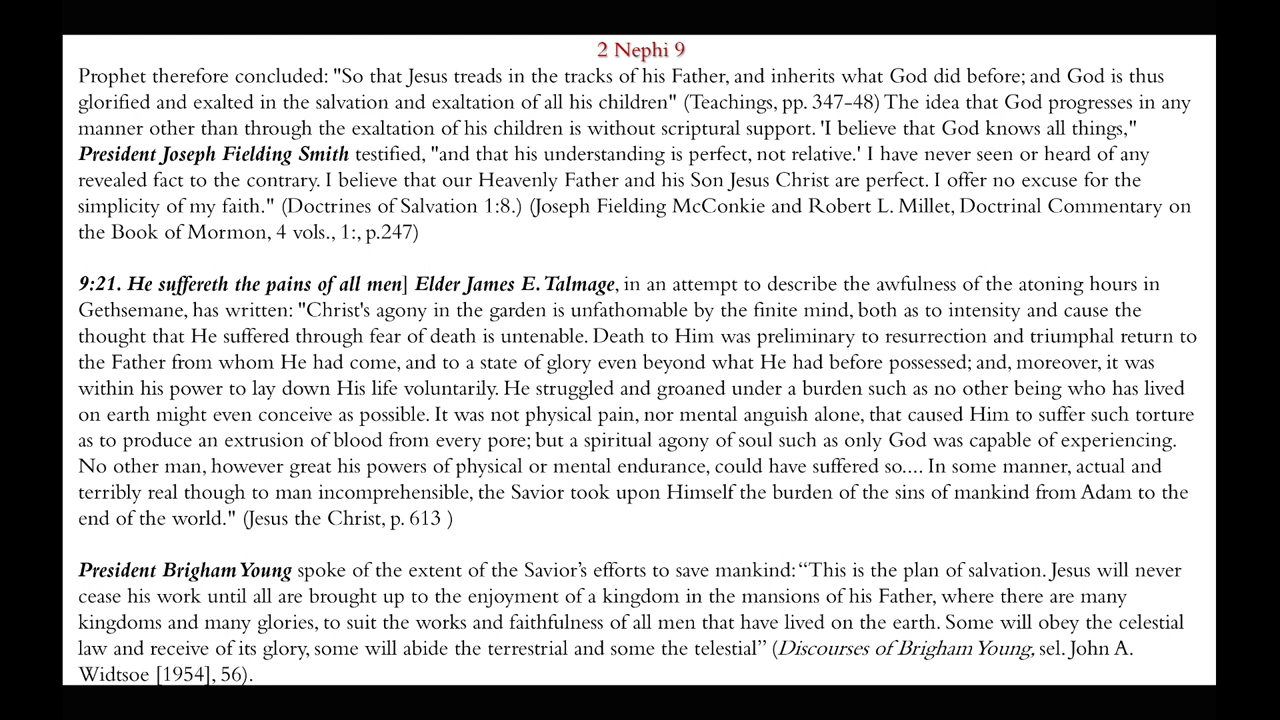 2 Nephi 9
Prophet therefore concluded: "So that Jesus treads in the tracks of his Father, and inherits what God did before; and God is thus
glorified and exalted in the salvation and exaltation of all his children" (Teachings, pp. 347-48) The idea that God progresses in any
manner other than through the exaltation of his children is without scriptural support. 'I believe that God knows all things,"
President Joseph Fielding Smith testified, "and that his understanding is perfect, not relative.' I have never seen or heard of any
revealed fact to the contrary. I believe that our Heavenly Father and his Son Jesus Christ are perfect. I offer no excuse for the
simplicity of my faith." (Doctrines of Salvation 1:8.) (Joseph Fielding McConkie and Robert L. Millet, Doctrinal Commentary on
the Book of Mormon, 4 vols., 1:, p.247)
9:21. He suffereth the pains of all men] Elder James E. Talmage, in an attempt to describe the awfulness of the atoning hours in
Gethsemane, has written: "Christ's agony in the garden is unfathomable by the finite mind, both as to intensity and cause the
thought that He suffered through fear of death is untenable. Death to Him was preliminary to resurrection and triumphal return to
the Father from whom He had come, and to a state of glory even beyond what He had before possessed; and, moreover, it was
within his power to lay down His life voluntarily. He struggled and groaned under a burden such as no other being who has lived
on earth might even conceive as possible. It was not physical pain, nor mental anguish alone, that caused Him to suffer such torture
as to produce an extrusion of blood from every pore; but a spiritual agony of soul such as only God was capable of experiencing.
No other man, however great his powers of physical or mental endurance, could have suffered so.... In some manner, actual and
terribly real though to man incomprehensible, the Savior took upon Himself the burden of the sins of mankind from Adam to the
end of the world." (Jesus the Christ, p. 613 )
President Brigham Young spoke of the extent of the Savior’s efforts to save mankind: “This is the plan of salvation. Jesus will never
cease his work until all are brought up to the enjoyment of a kingdom in the mansions of his Father, where there are many
kingdoms and many glories, to suit the works and faithfulness of all men that have lived on the earth. Some will obey the celestial
law and receive of its glory, some will abide the terrestrial and some the telestial” (Discourses of Brigham Young, sel. John A.
Widtsoe [1954], 56).